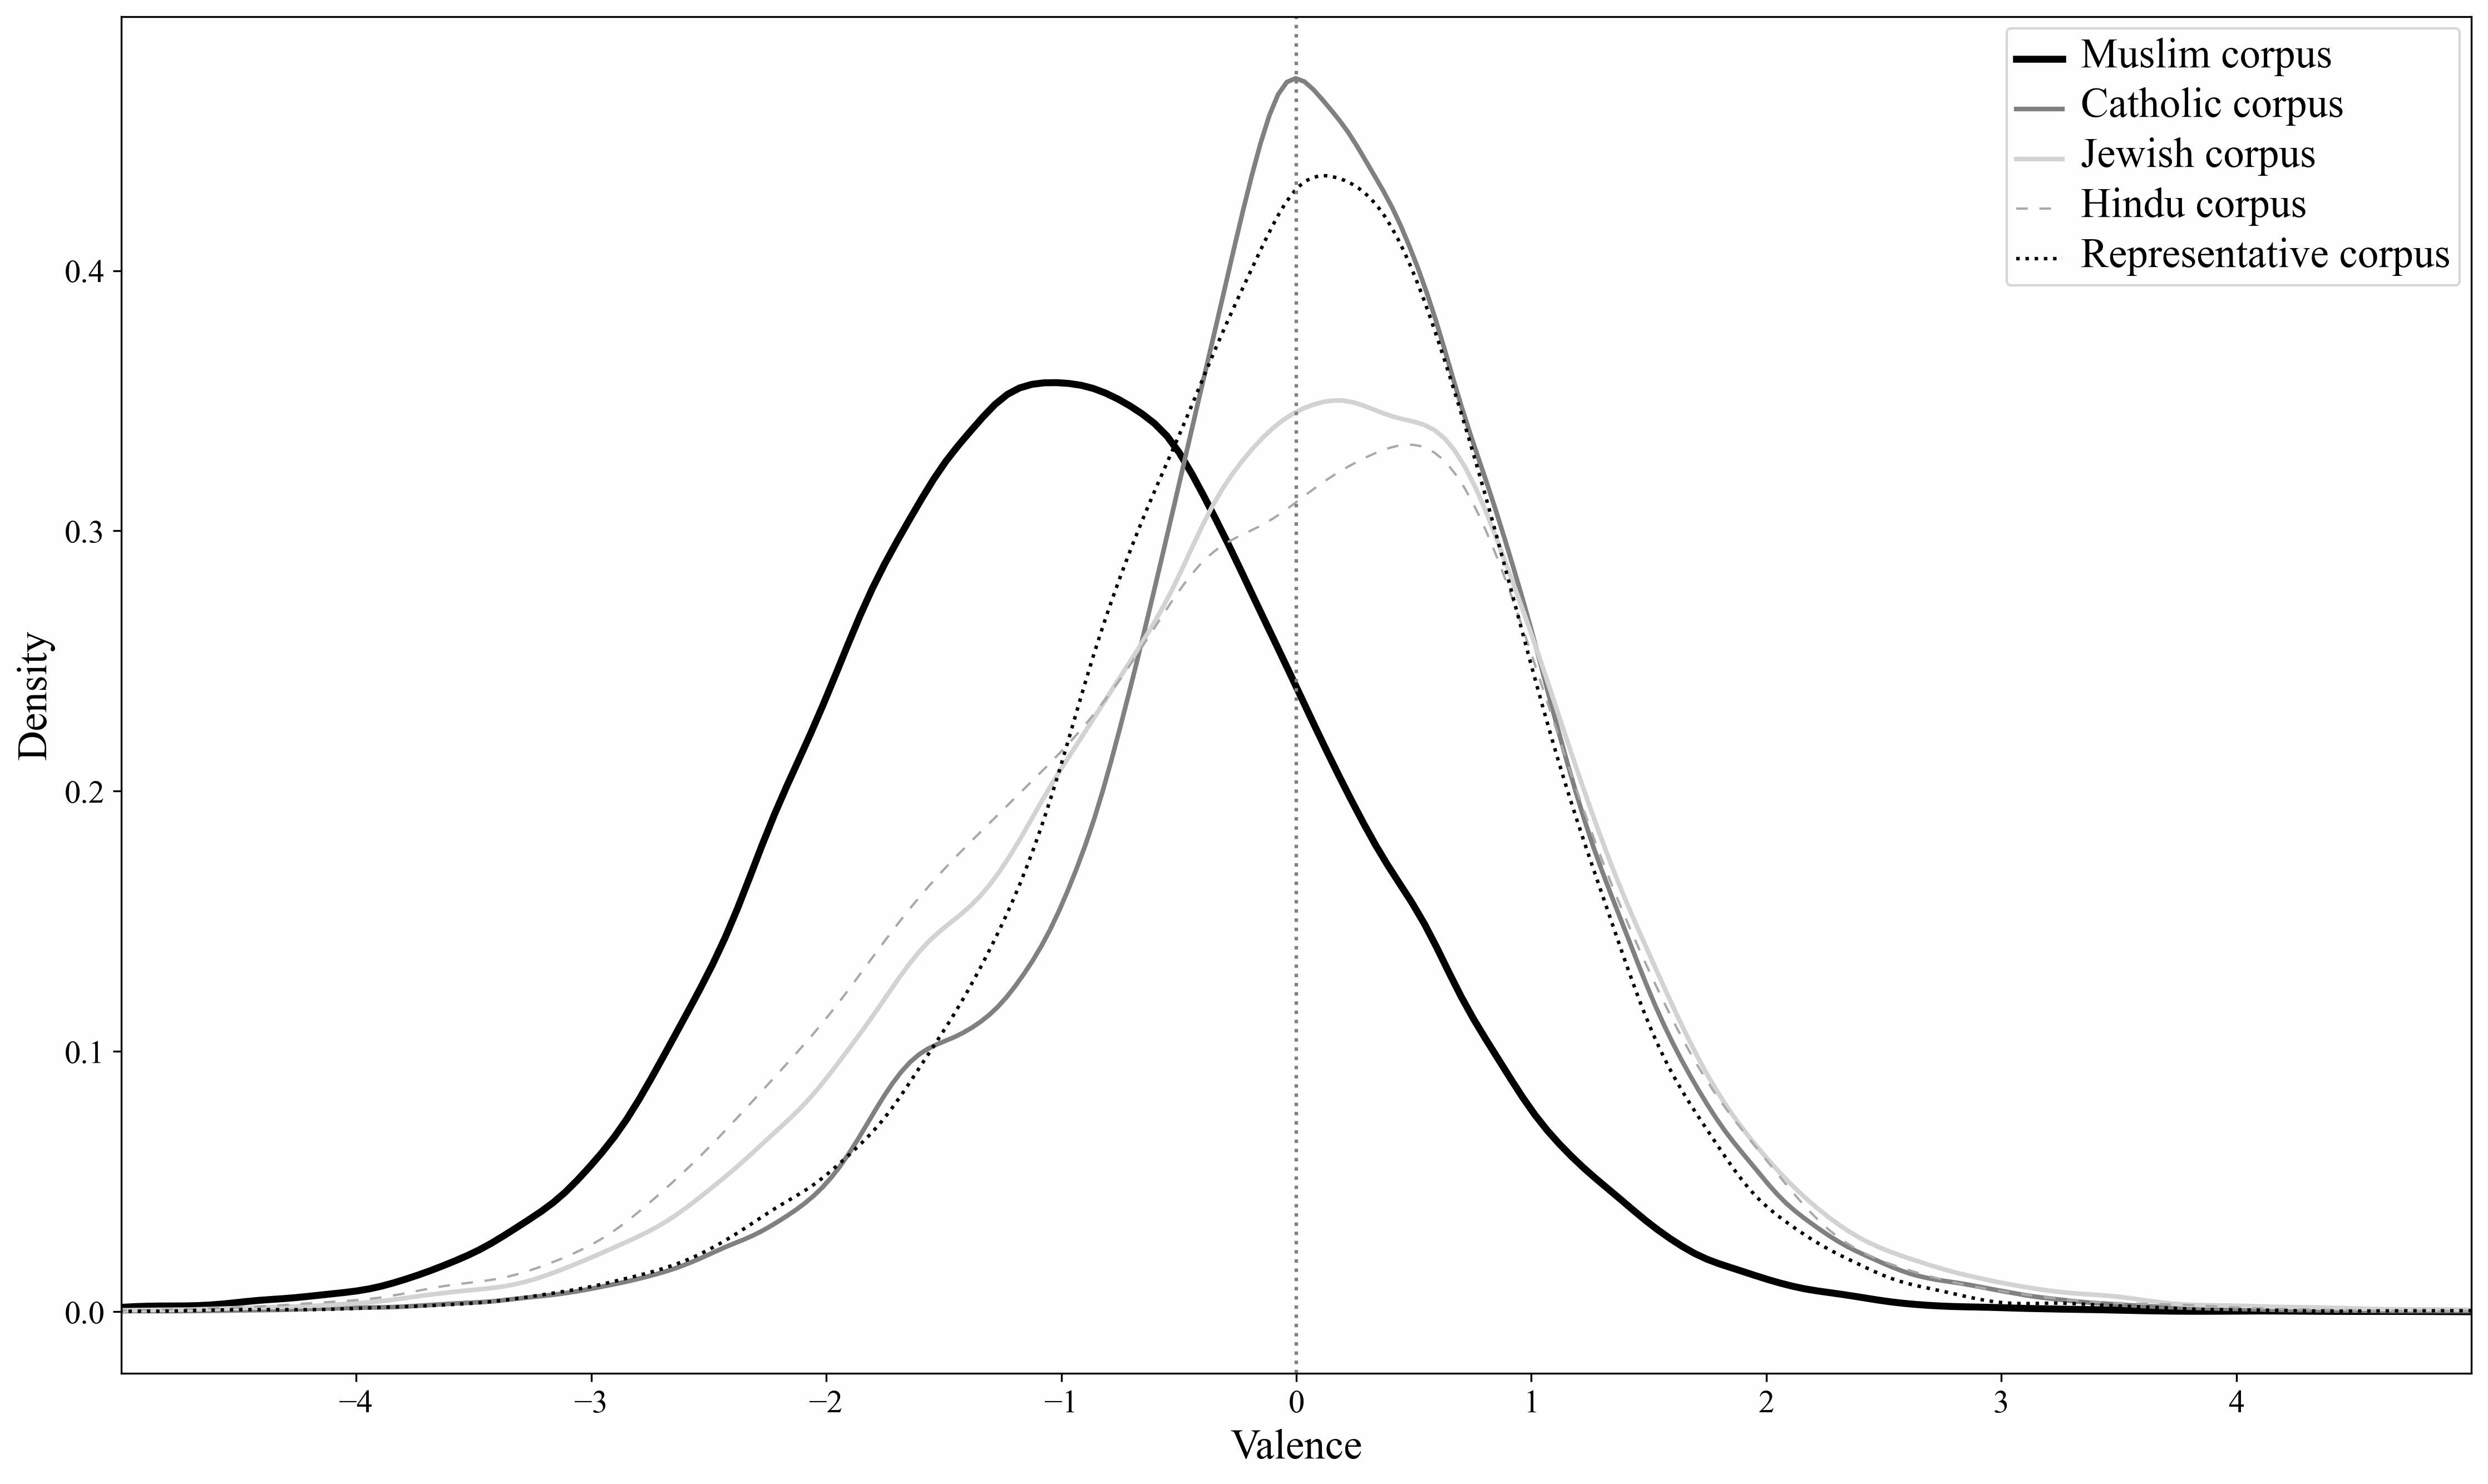 Muslim corpus
Catholic corpus
Jewish corpus
Hindu corpus
Representative corpus
Density
0.4
0.3
0.2
0.1
0.0
−4 −3 −2 −1 0 1 2 3 4
Valence